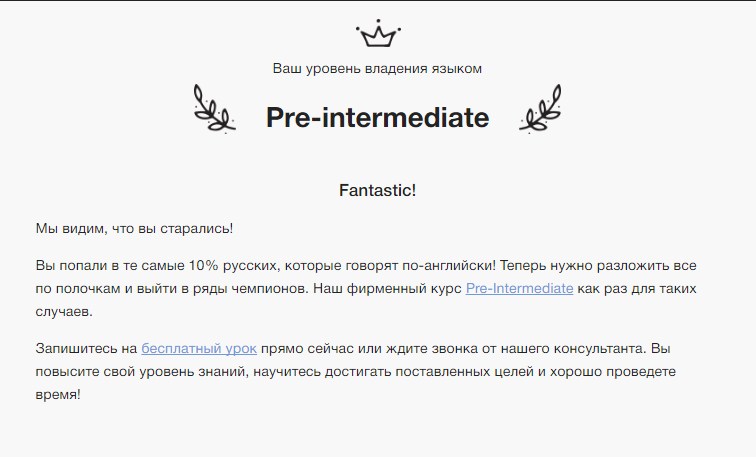 Ваш уровень владения языком
Pre-intermediate
Fantastic!
Мы видим, что вы старались!
Вы попали в те самые 10% русских, которые говорят по-английски! Теперь нужно разложить все
по полочкам и выйти в ряды чемпионов. Наш фирменный курс Pre-Intermediate как раз для таких
случаев.
Запишитесь на бесплатный урок прямо сейчас или ждите звонка от нашего консультанта. Вы
повысите свой уровень знаний, научитесь достигать поставленных целей и хорошо проведете
время!